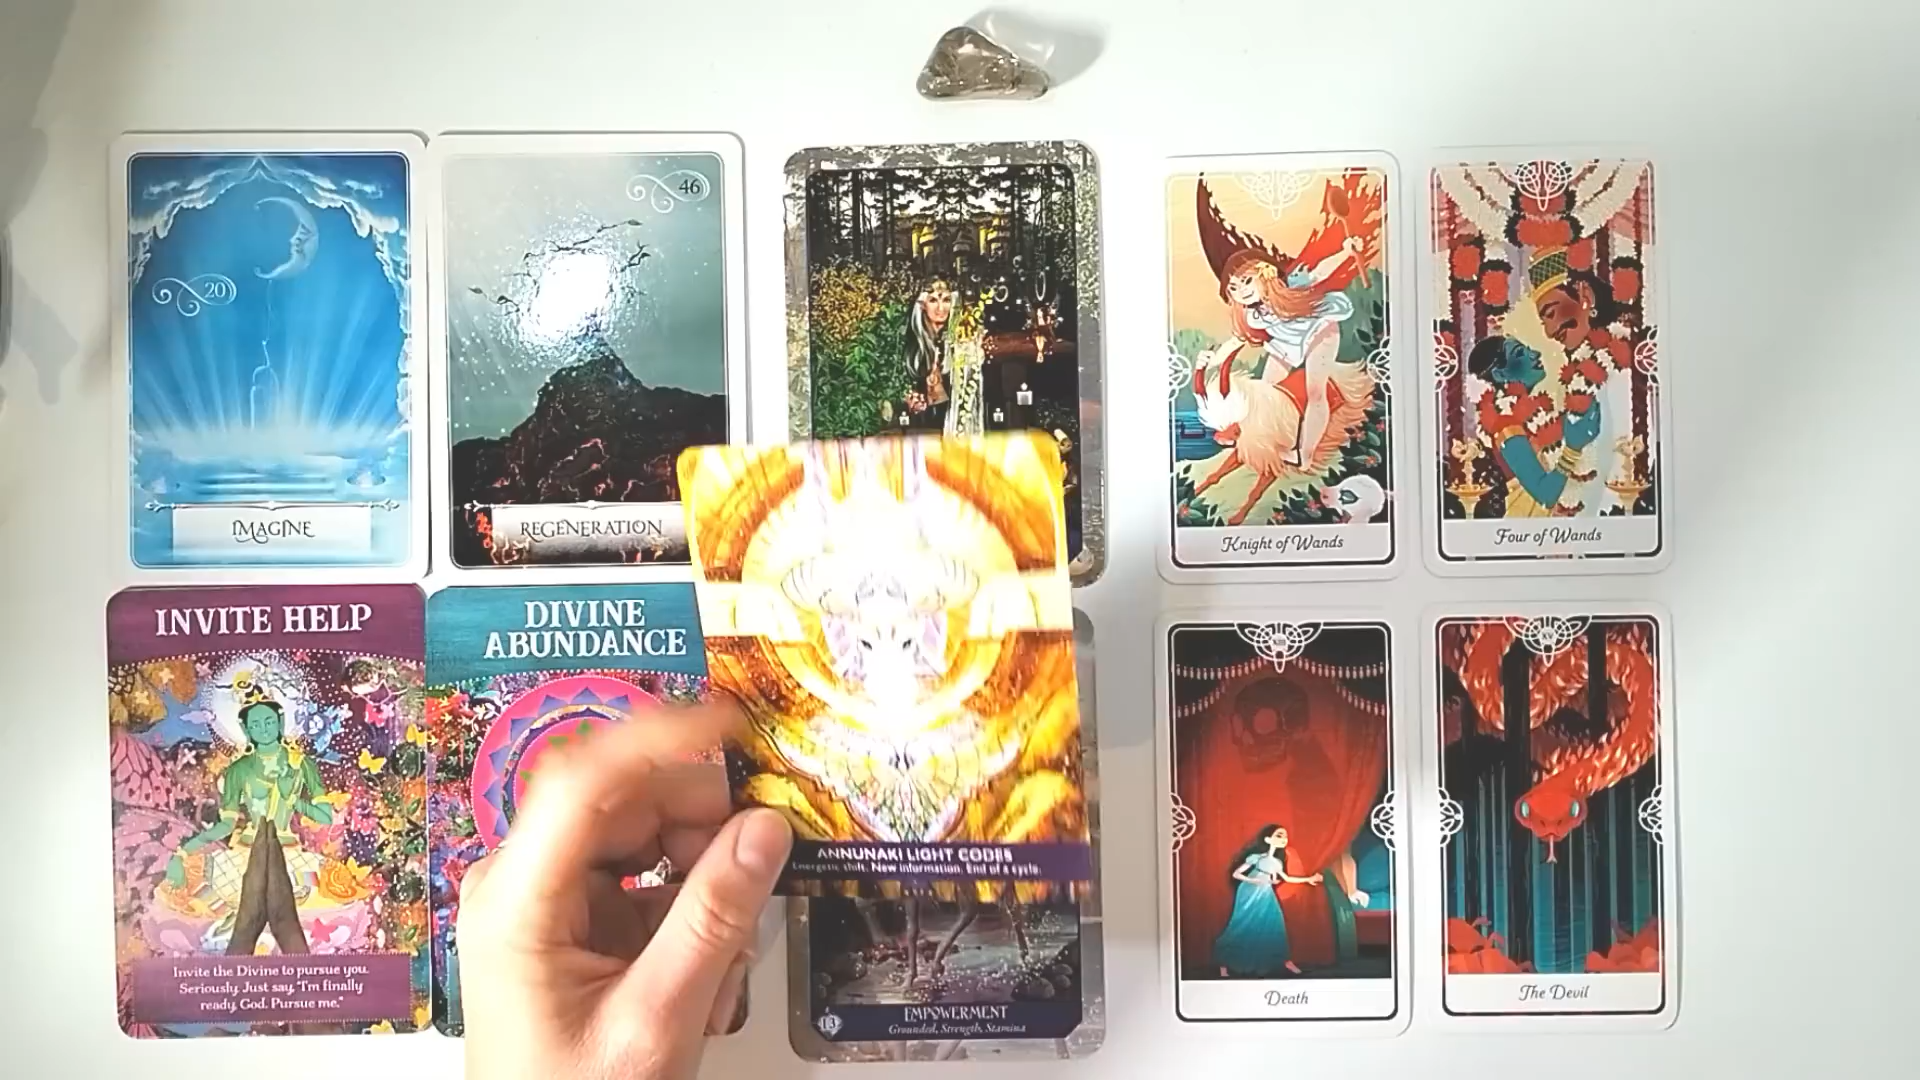 20
IMAGINE
46
REGENERATION
Knight of Wands
Four of Wands
INVITE HELP
Invite the Divine to pursue you.
Seriously. Just say, "I'm finally
ready, God. Pursue me."
DIVINE
ABUNDANCE
ANNUNAKI LIGHT CODES
Energetic shift. New information. End of a cycle.
13
EMPOWERMENT
Grounded, Strength, Stamina
XIII
Death
XV
The Devil